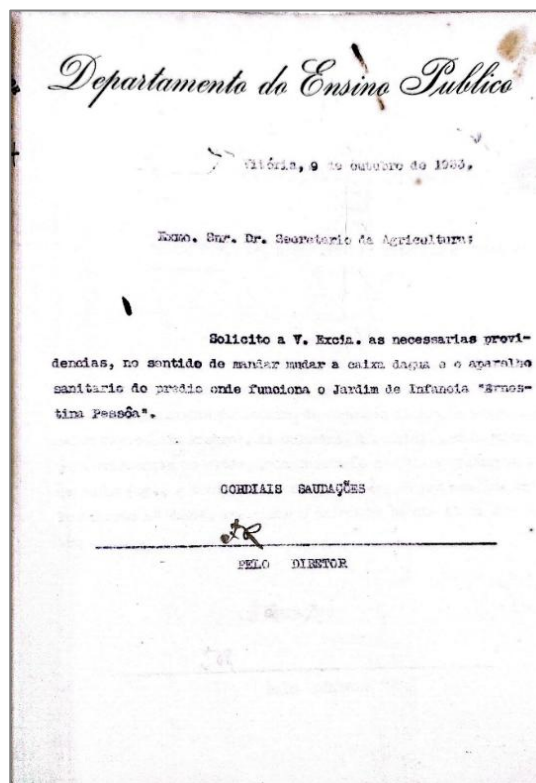 Departamento do Ensino Publico
Vitória, 9 de outubro de 1933.
Exmo. Snr. Dr. Secretario da Agricultura:
Solicito a V. Excia. as necessarias provi-
dencias, no sentido de mandar mudar a caixa dagua e o aparelho
sanitario do predio onde funciona o Jardim de Infancia "Ernes-
tina Pessôa".
CORDIAIS SAUDAÇÕES
PELO DIRETOR